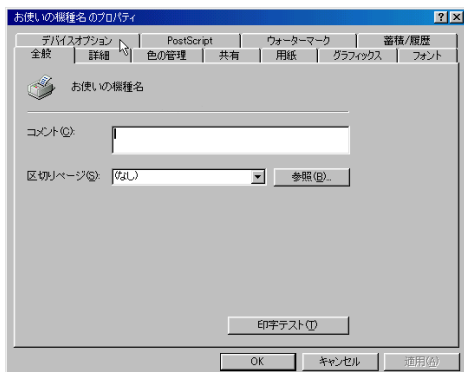 お使いの機種名 のプロパティ
デバイスオプション PostScript ウォーターマーク 蓄積/履歴
全般 詳細 色の管理 共有 用紙 グラフィックス フォント
お使いの機種名
コメント(C):
区切りページ(S): (なし) 参照(B)...
印字テスト(T)
OK キャンセル 適用(A)